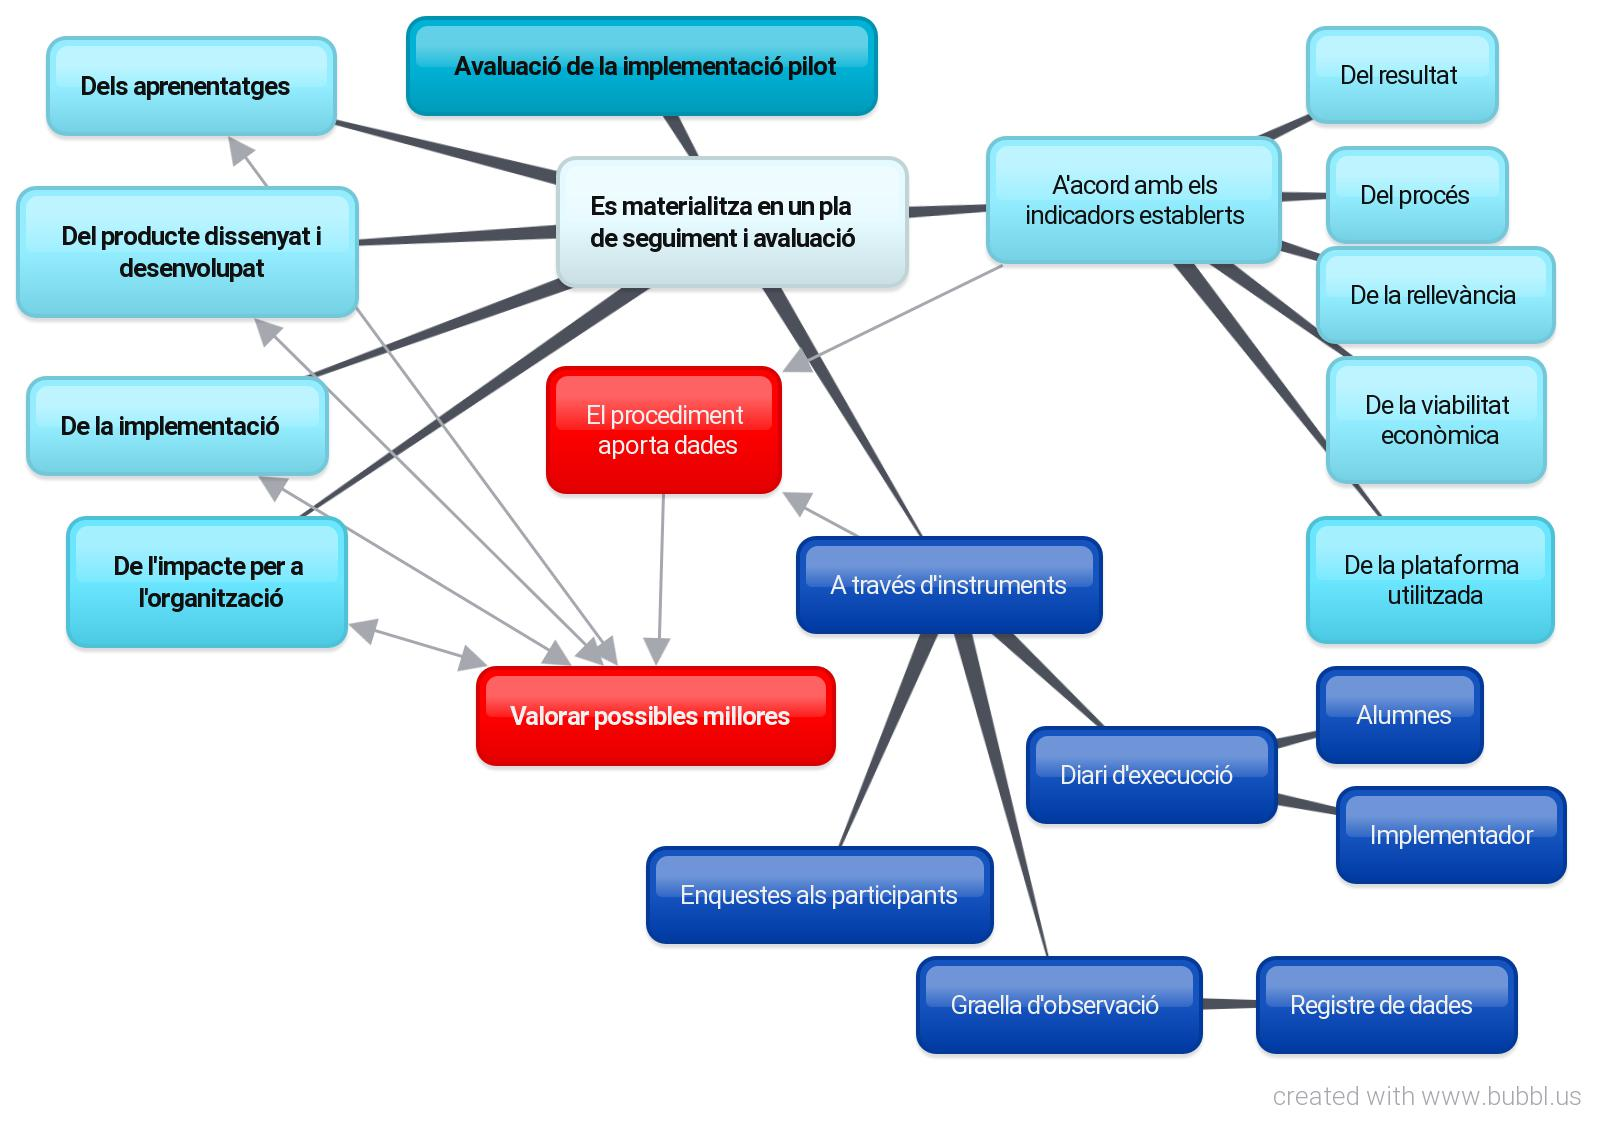 Avaluació de la implementació pilot
Es materialitza en un pla
de seguiment i avaluació
Dels aprenentatges
Del producte dissenyat i
desenvolupat
De la implementació
De l'impacte per a
l'organització
A'acord amb els
indicadors establerts
Del resultat
Del procés
De la rellevància
De la viabilitat
econòmica
De la plataforma
utilitzada
El procediment
aporta dades
Valorar possibles millores
A través d'instruments
Diari d'execucció
Alumnes
Implementador
Enquestes als participants
Graella d'observació
Registre de dades
created with www.bubbl.us